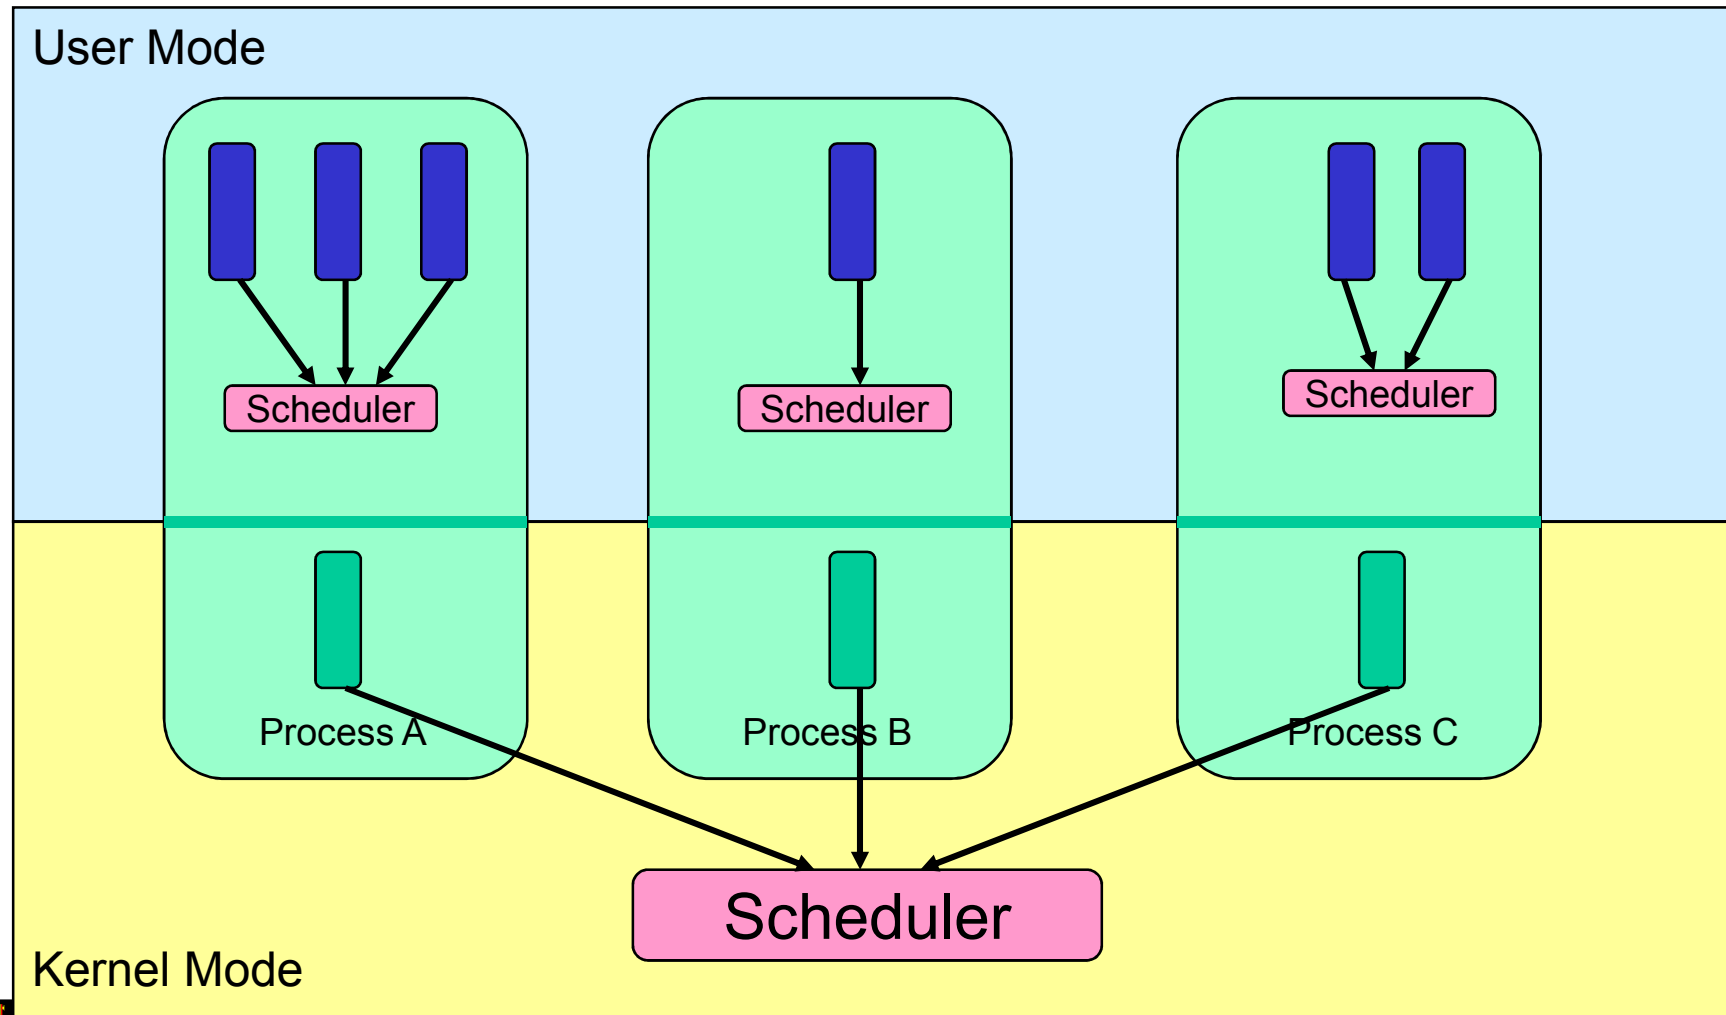 User Mode
Scheduler
Scheduler
Scheduler
Process A
Process B
Process C
Scheduler
Kernel Mode